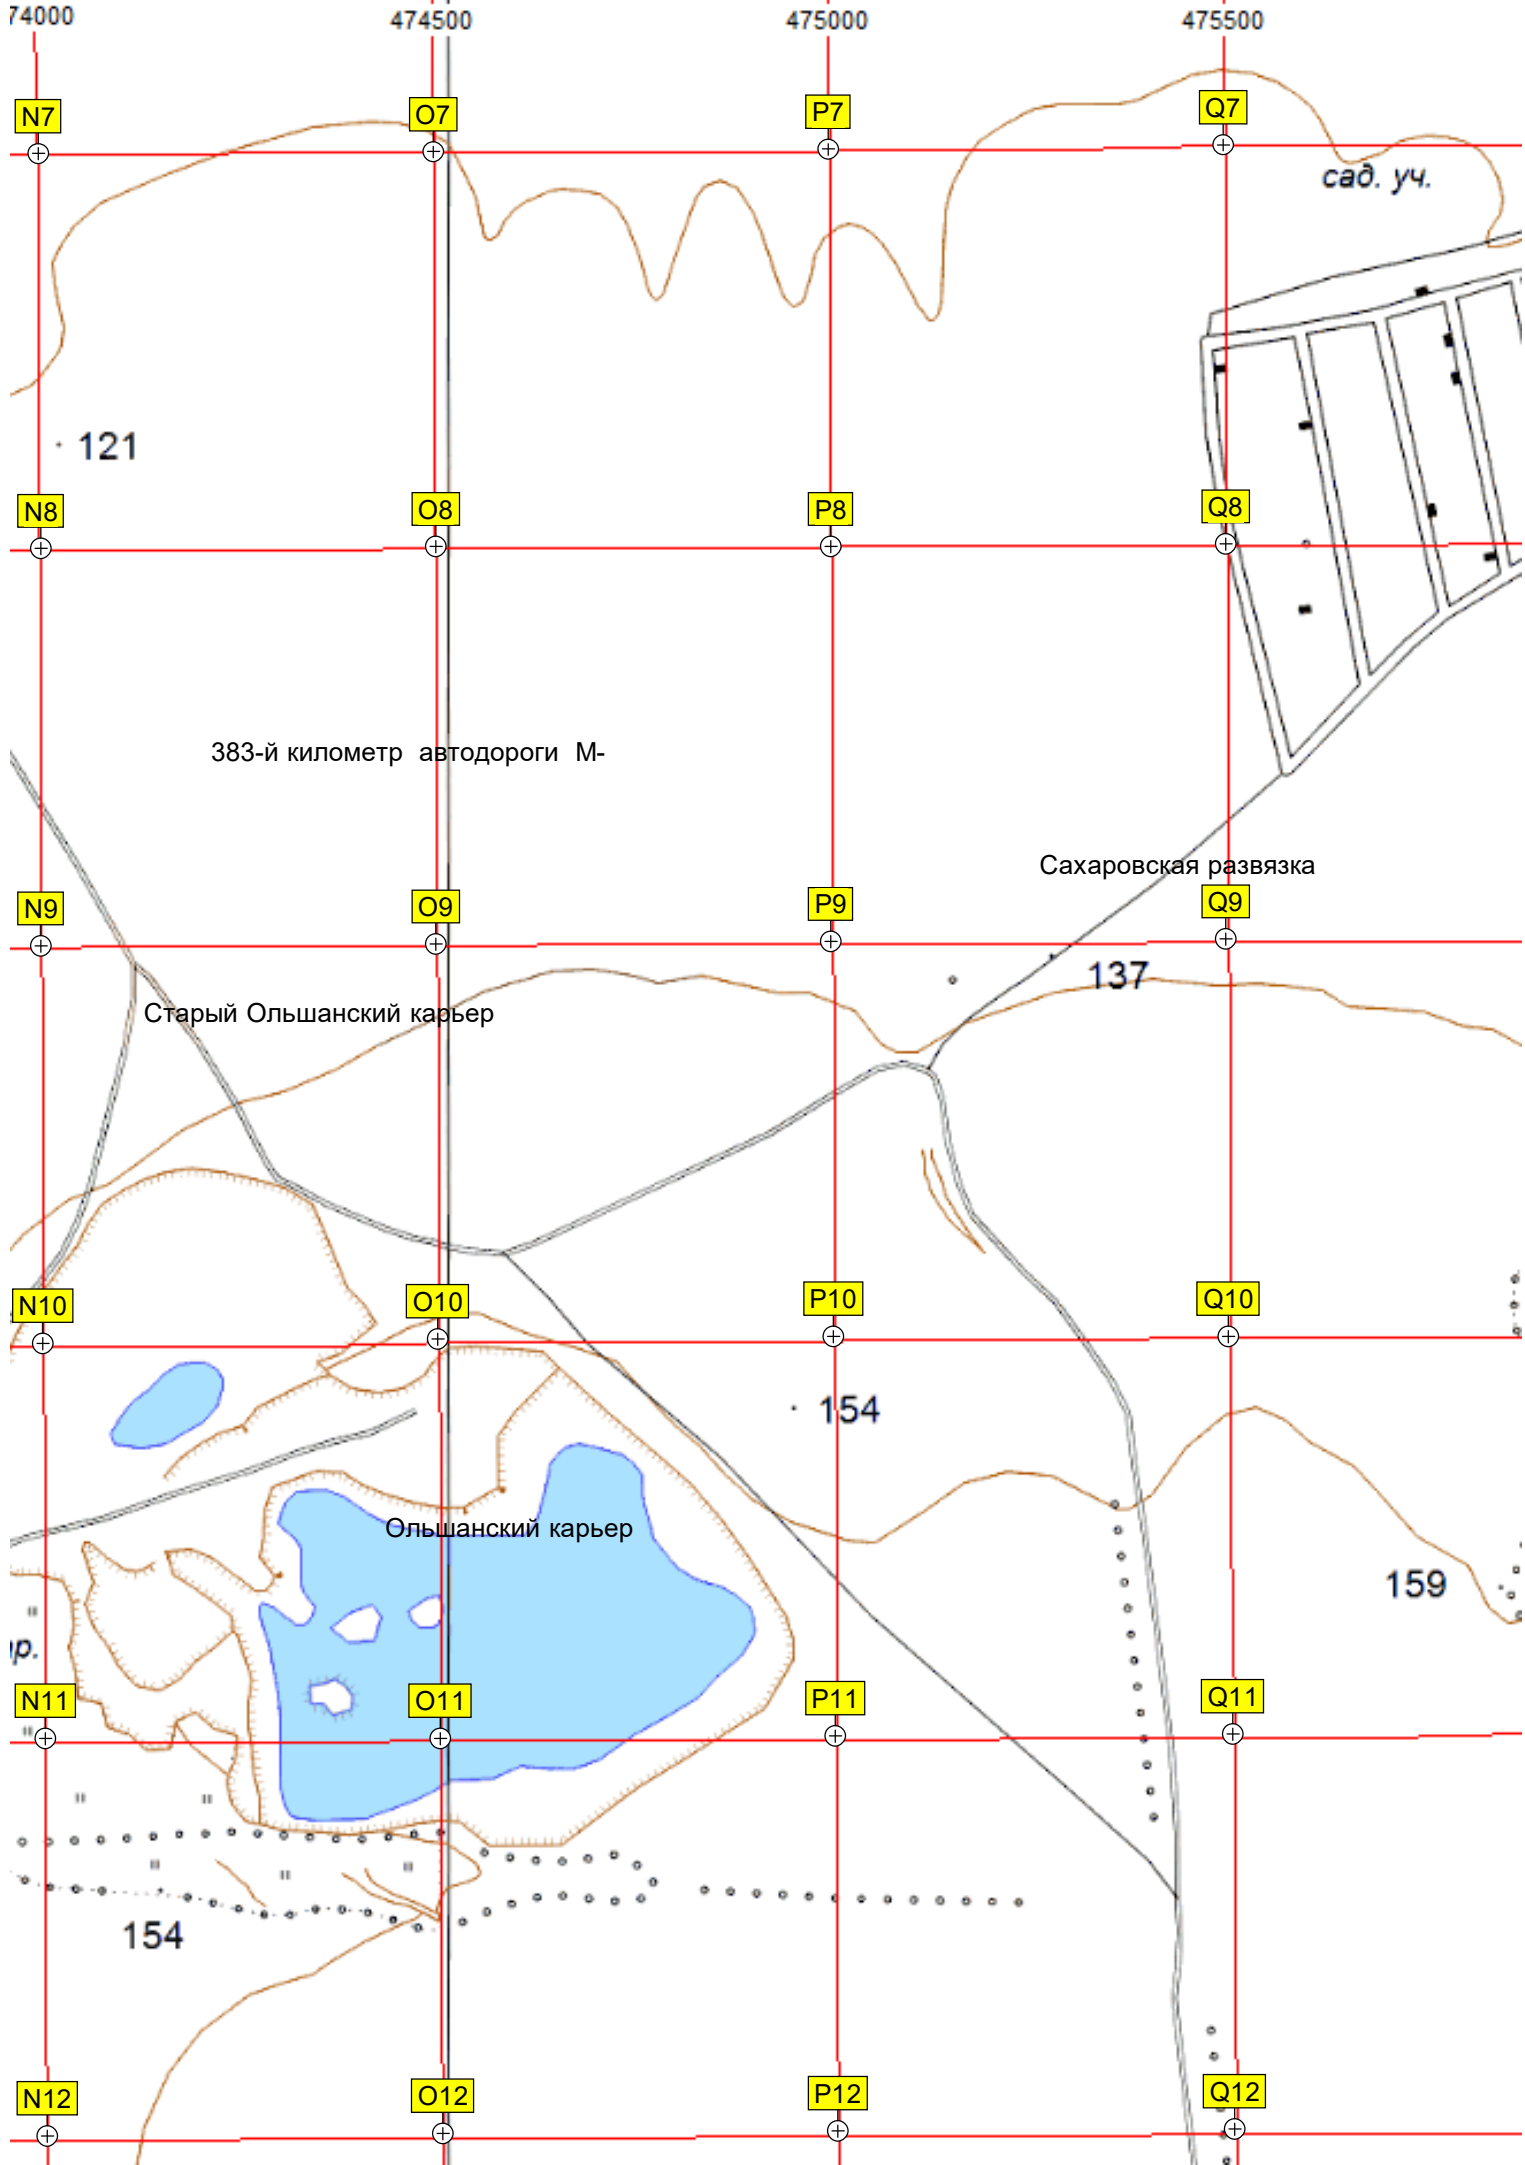 74000 474500 475000 475500
N7 O7 P7 Q7
сад. уч.
121
N8 O8 P8 Q8
383-й километр автодороги М-
Сахаровская развязка
N9 O9 P9 Q9
137
Старый Ольшанский карьер
N10 O10 P10 Q10
154
Ольшанский карьер
159
р.
N11 O11 P11 Q11
154
N12 O12 P12 Q12